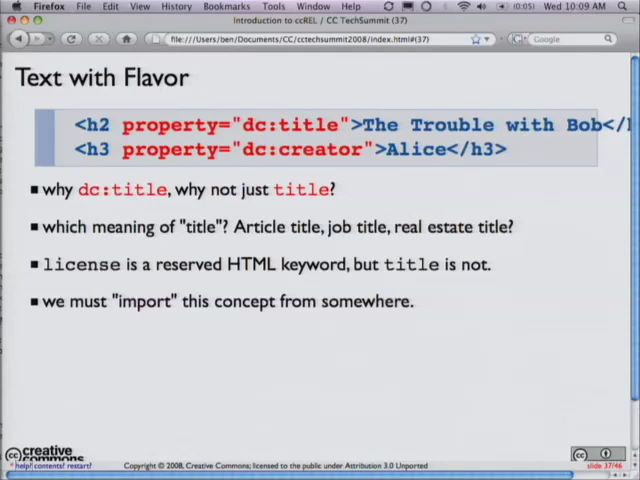 Firefox File Edit View History Bookmarks Tools Window Help (0:05) Wed 10:09 AM
Introduction to ccREL / CC TechSummit (37)
file:///Users/ben/Documents/CC/cctechsummit2008/index.html#(37) Google
Text with Flavor
<h2 property="dc:title">The Trouble with Bob</h
<h3 property="dc:creator">Alice</h3>
▪ why dc:title, why not just title?
▪ which meaning of "title"? Article title, job title, real estate title?
▪ license is a reserved HTML keyword, but title is not.
▪ we must "import" this concept from somewhere.
cc creative commons
* help? contents? restart?
Copyright © 2008, Creative Commons; licensed to the public under Attribution 3.0 Unported
cc
slide 37/46